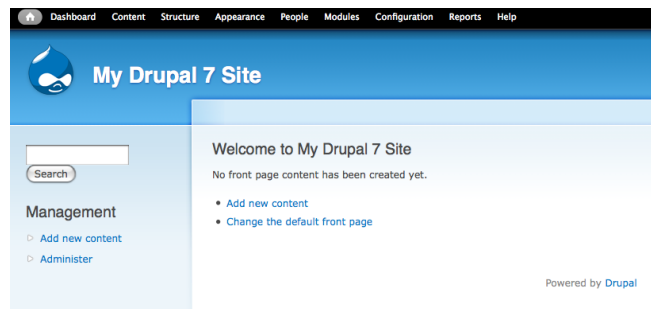 Dashboard Content Structure Appearance People Modules Configuration Reports Help
My Drupal 7 Site
Search
Management
Add new content
Administer
Welcome to My Drupal 7 Site
No front page content has been created yet.
Add new content
Change the default front page
Powered by Drupal